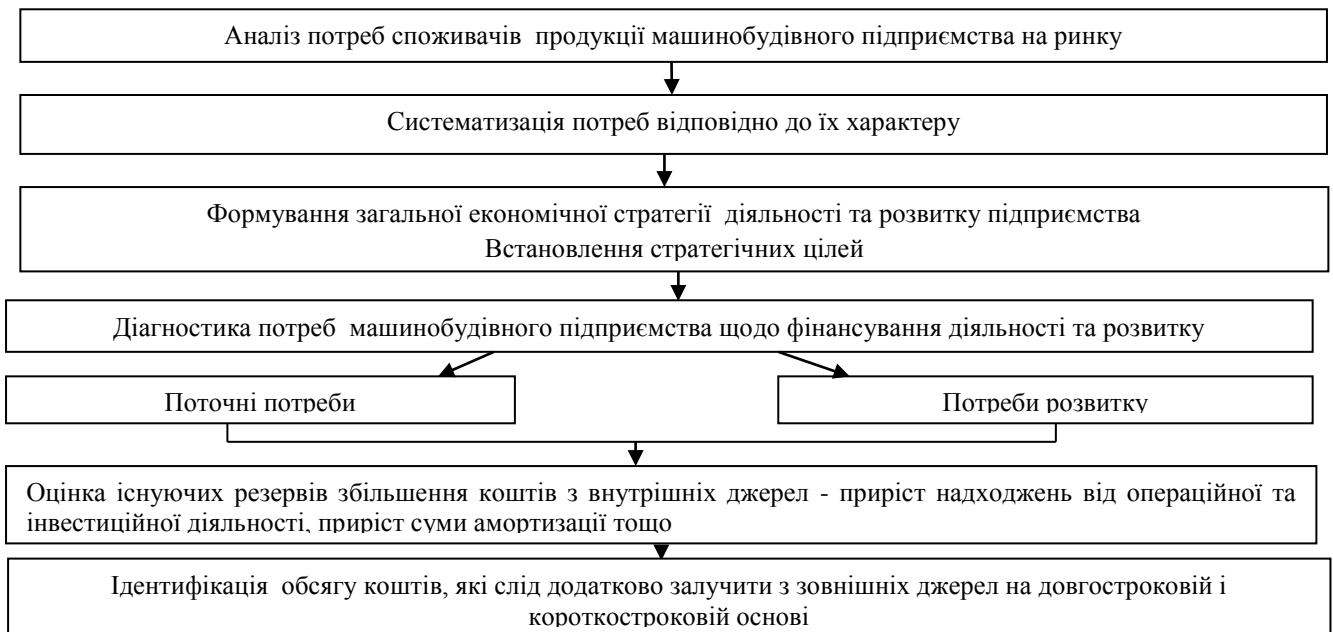 Аналіз потреб споживачів продукції машинобудівного підприємства на ринку
Систематизація потреб відповідно до їх характеру
Формування загальної економічної стратегії діяльності та розвитку підприємства
Встановлення стратегічних цілей
Діагностика потреб машинобудівного підприємства щодо фінансування діяльності та розвитку
Поточні потреби
Потреби розвитку
Оцінка існуючих резервів збільшення коштів з внутрішніх джерел - приріст надходжень від операційної та
інвестиційної діяльності, приріст суми амортизації тощо
Ідентифікація обсягу коштів, які слід додатково залучити з зовнішніх джерел на довгостроковій і
короткостроковій основі